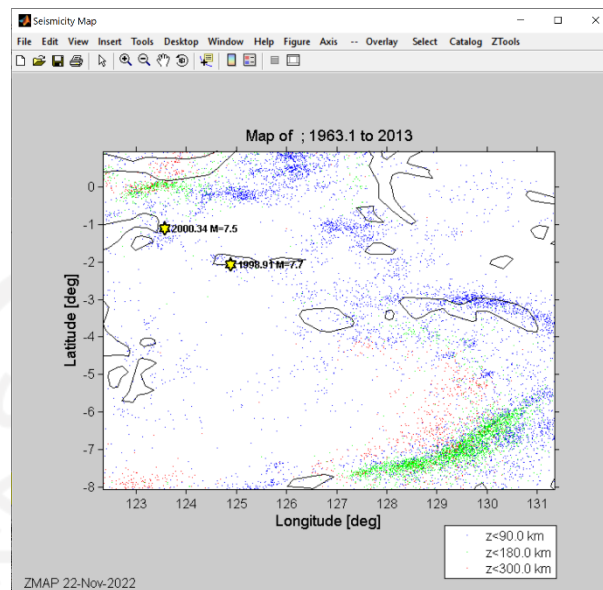 Seismicity Map
File Edit View Insert Tools Desktop Window Help Figure Axis -- Overlay Select Catalog ZTools
Map of ; 1963.1 to 2013
0
-1
-2
-3
-4
-5
-6
-7
-8
Latitude [deg]
2000.34 M=7.5
1998.91 M=7.7
123 124 125 126 127 128 129 130 131
Longitude [deg]
z<90.0 km
z<180.0 km
z<300.0 km
ZMAP 22-Nov-2022